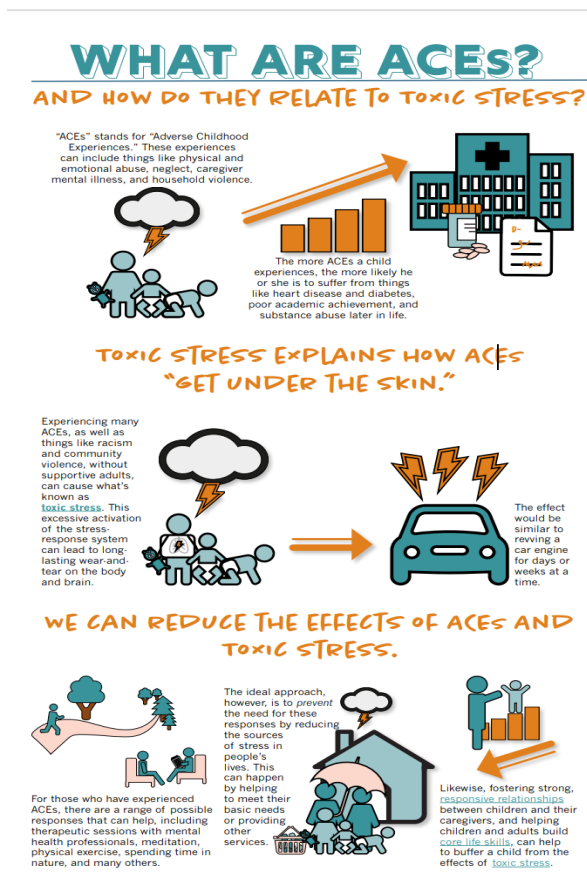 WHAT ARE ACEs?
AND HOW DO THEY RELATE TO TOXIC STRESS?
“ACEs” stands for “Adverse Childhood
Experiences.” These experiences
can include things like physical and
emotional abuse, neglect, caregiver
mental illness, and household violence.
The more ACEs a child
experiences, the more likely he
or she is to suffer from things
like heart disease and diabetes,
poor academic achievement, and
substance abuse later in life.
D-
TOXIC STRESS EXPLAINS HOW ACEs
“GET UNDER THE SKIN.”
Experiencing many
ACEs, as well as
things like racism
and community
violence, without
supportive adults,
can cause what’s
known as
toxic stress. This
excessive activation
of the stress-
response system
can lead to long-
lasting wear-and-
tear on the body
and brain.
The effect
would be
similar to
revving a
car engine
for days or
weeks at a
time.
WE CAN REDUCE THE EFFECTS OF ACEs AND
TOXIC STRESS.
For those who have experienced
ACEs, there are a range of possible
responses that can help, including
therapeutic sessions with mental
health professionals, meditation,
physical exercise, spending time in
nature, and many others.
The ideal approach,
however, is to prevent
the need for these
responses by reducing
the sources
of stress in
people’s
lives. This
can happen
by helping
to meet their
basic needs
or providing
other
services.
Likewise, fostering strong,
responsive relationships
between children and their
caregivers, and helping
children and adults build
core life skills, can help
to buffer a child from the
effects of toxic stress.